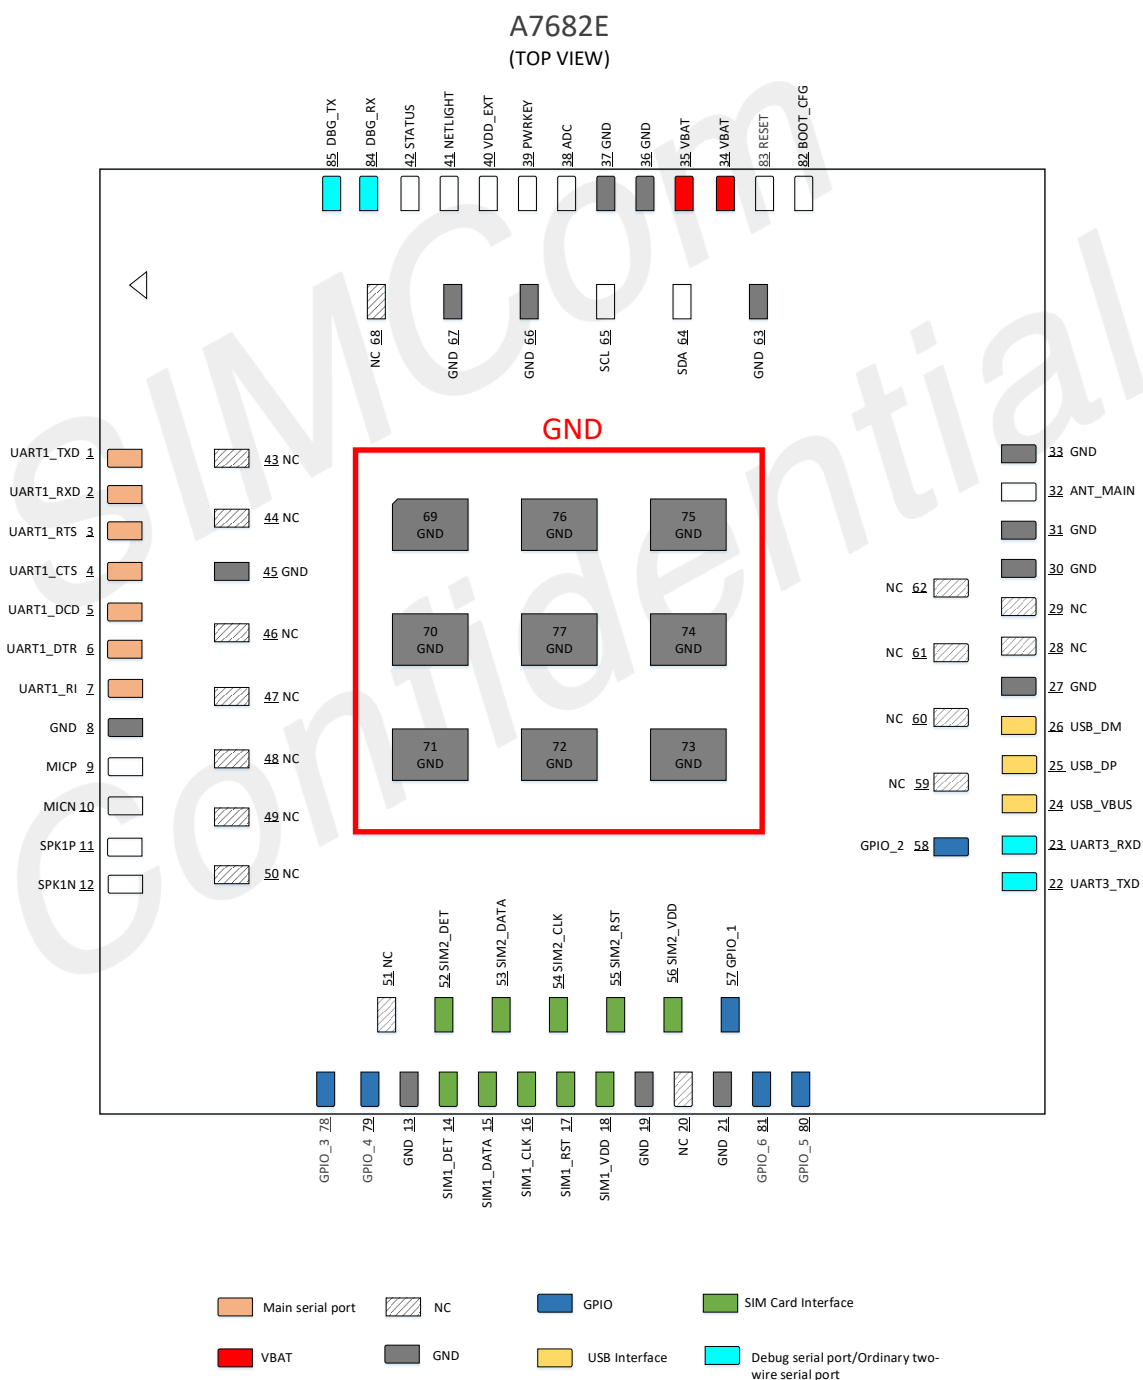 A7682E
(TOP VIEW)
85 DBG_TX
84 DBG_RX
42 STATUS
41 NETLIGHT
40 VDD_EXT
39 PWRKEY
38 ADC
37 GND
36 GND
35 VBAT
34 VBAT
83 RESET
82 BOOT_CFG
NC 68
GND 67
GND 66
SCL 65
SDA 64
GND 63
SIMCom
Confidential
GND
UART1_TXD 1
UART1_RXD 2
UART1_RTS 3
UART1_CTS 4
UART1_DCD 5
UART1_DTR 6
UART1_RI 7
GND 8
MICP 9
MICN 10
SPK1P 11
SPK1N 12
43 NC
44 NC
45 GND
46 NC
47 NC
48 NC
49 NC
50 NC
69
GND
76
GND
75
GND
70
GND
77
GND
74
GND
71
GND
72
GND
73
GND
NC 62
NC 61
NC 60
NC 59
GPIO_2 58
33 GND
32 ANT_MAIN
31 GND
30 GND
29 NC
28 NC
27 GND
26 USB_DM
25 USB_DP
24 USB_VBUS
23 UART3_RXD
22 UART3_TXD
51 NC
52 SIM2_DET
53 SIM2_DATA
54 SIM2_CLK
55 SIM2_RST
56 SIM2_VDD
57 GPIO_1
GPIO_3 78
GPIO_4 79
GND 13
SIM1_DET 14
SIM1_DATA 15
SIM1_CLK 16
SIM1_RST 17
SIM1_VDD 18
GND 19
NC 20
GND 21
GPIO_6 81
GPIO_5 80
Main serial port
NC
GPIO
SIM Card Interface
VBAT
GND
USB Interface
Debug serial port/Ordinary two-
wire serial port